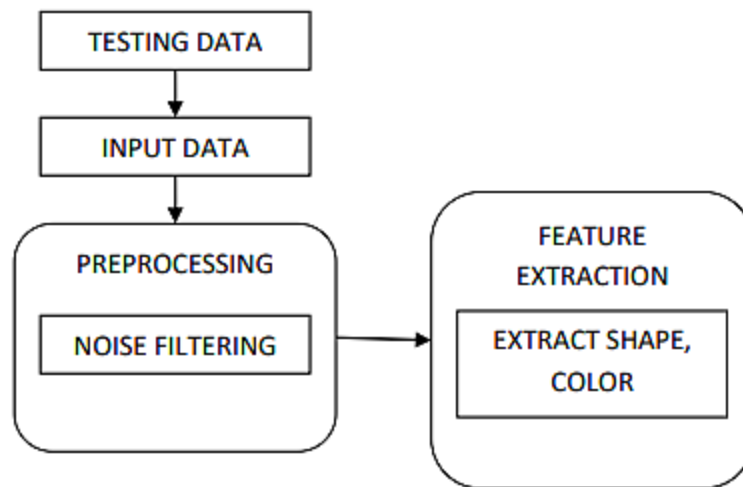 TESTING DATA
INPUT DATA
PREPROCESSING
NOISE FILTERING
FEATURE
EXTRACTION
EXTRACT SHAPE,
COLOR